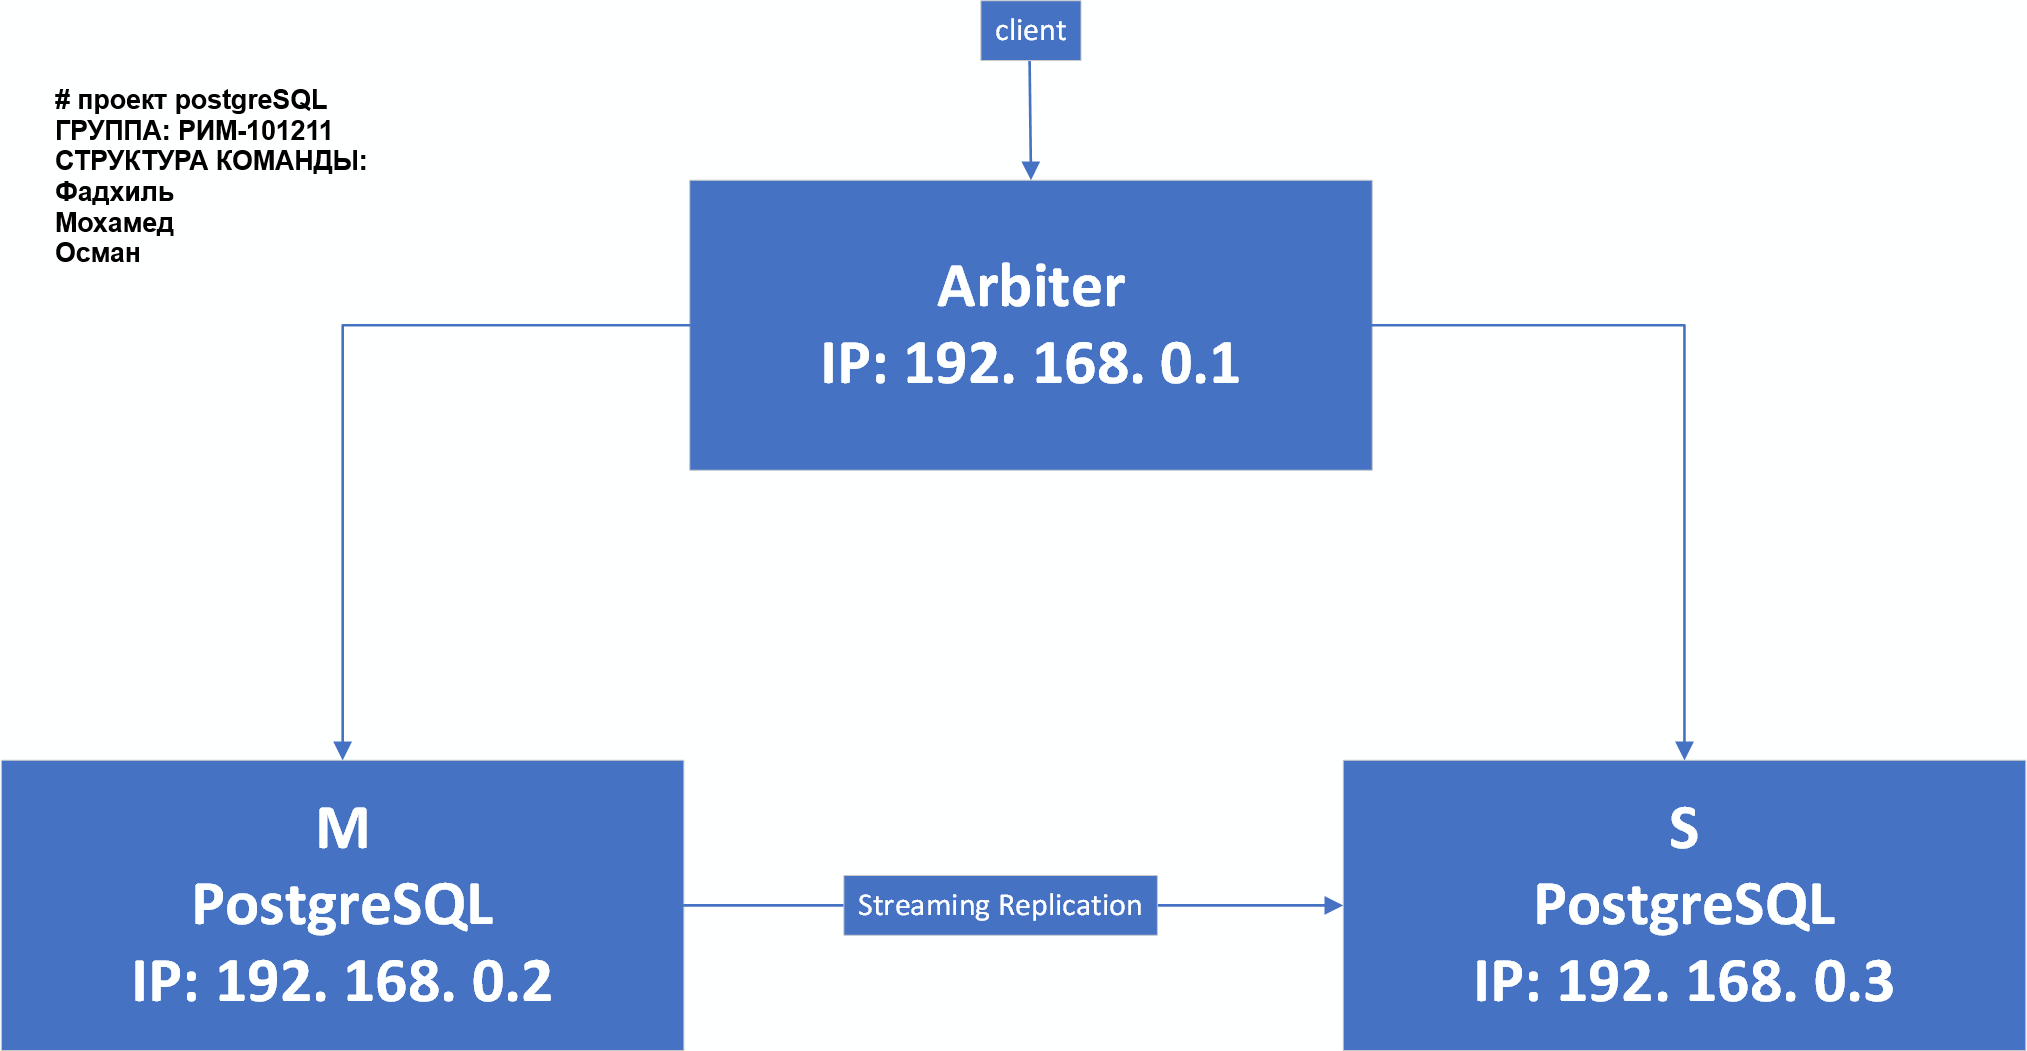 client
# проект postgreSQL
ГРУППА: РИМ-101211
СТРУКТУРА КОМАНДЫ:
Фадхиль
Мохамед
Осман
Arbiter
IP: 192. 168. 0.1
M
PostgreSQL
IP: 192. 168. 0.2
Streaming Replication
S
PostgreSQL
IP: 192. 168. 0.3